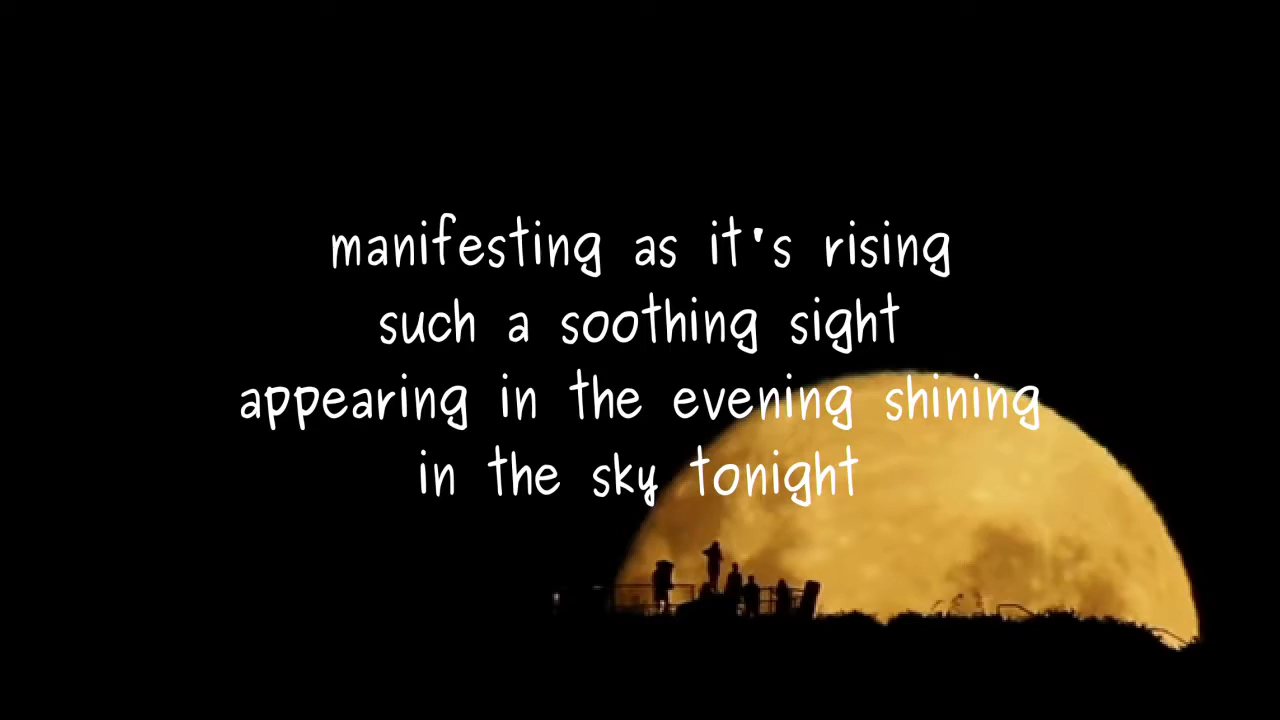 manifesting as it's rising
such a soothing sight
appearing in the evening shining
in the sky tonight